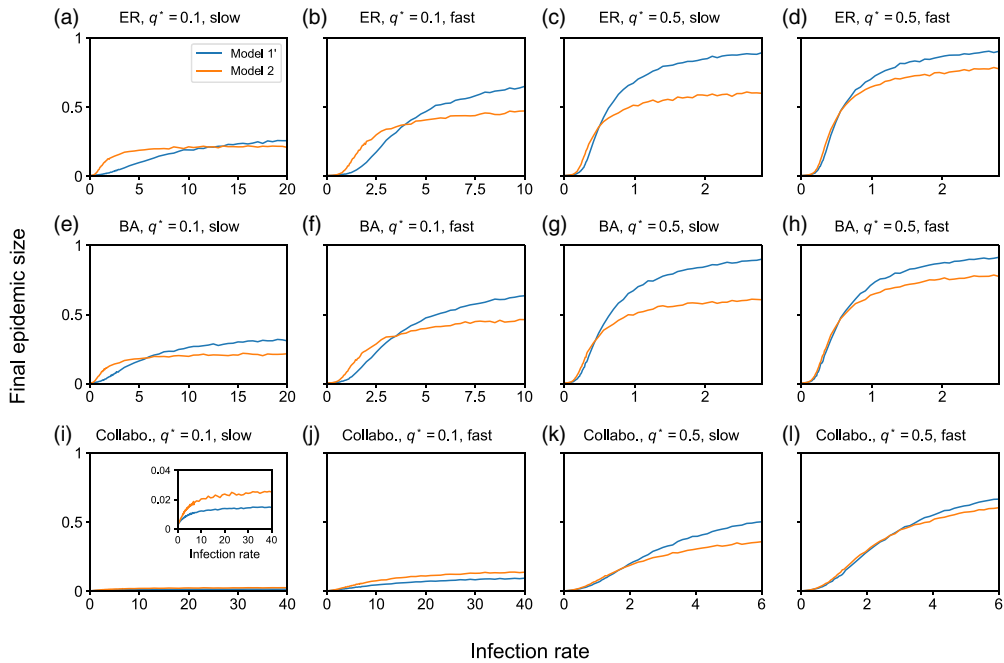 (a) ER, q* = 0.1, slow
(b) ER, q* = 0.1, fast
(c) ER, q* = 0.5, slow
(d) ER, q* = 0.5, fast
1
0.5
0
Model 1'
Model 2
0 5 10 15 20
0 2.5 5 7.5 10
0 1 2
0 1 2
(e) BA, q* = 0.1, slow
(f) BA, q* = 0.1, fast
(g) BA, q* = 0.5, slow
(h) BA, q* = 0.5, fast
Final epidemic size
1
0.5
0
0 5 10 15 20
0 2.5 5 7.5 10
0 1 2
0 1 2
(i) Collabo., q* = 0.1, slow
(j) Collabo., q* = 0.1, fast
(k) Collabo., q* = 0.5, slow
(l) Collabo., q* = 0.5, fast
1
0.5
0
0.04
0.02
0
0 10 20 30 40
Infection rate
0 10 20 30 40
0 10 20 30 40
0 2 4 6
0 2 4 6
Infection rate